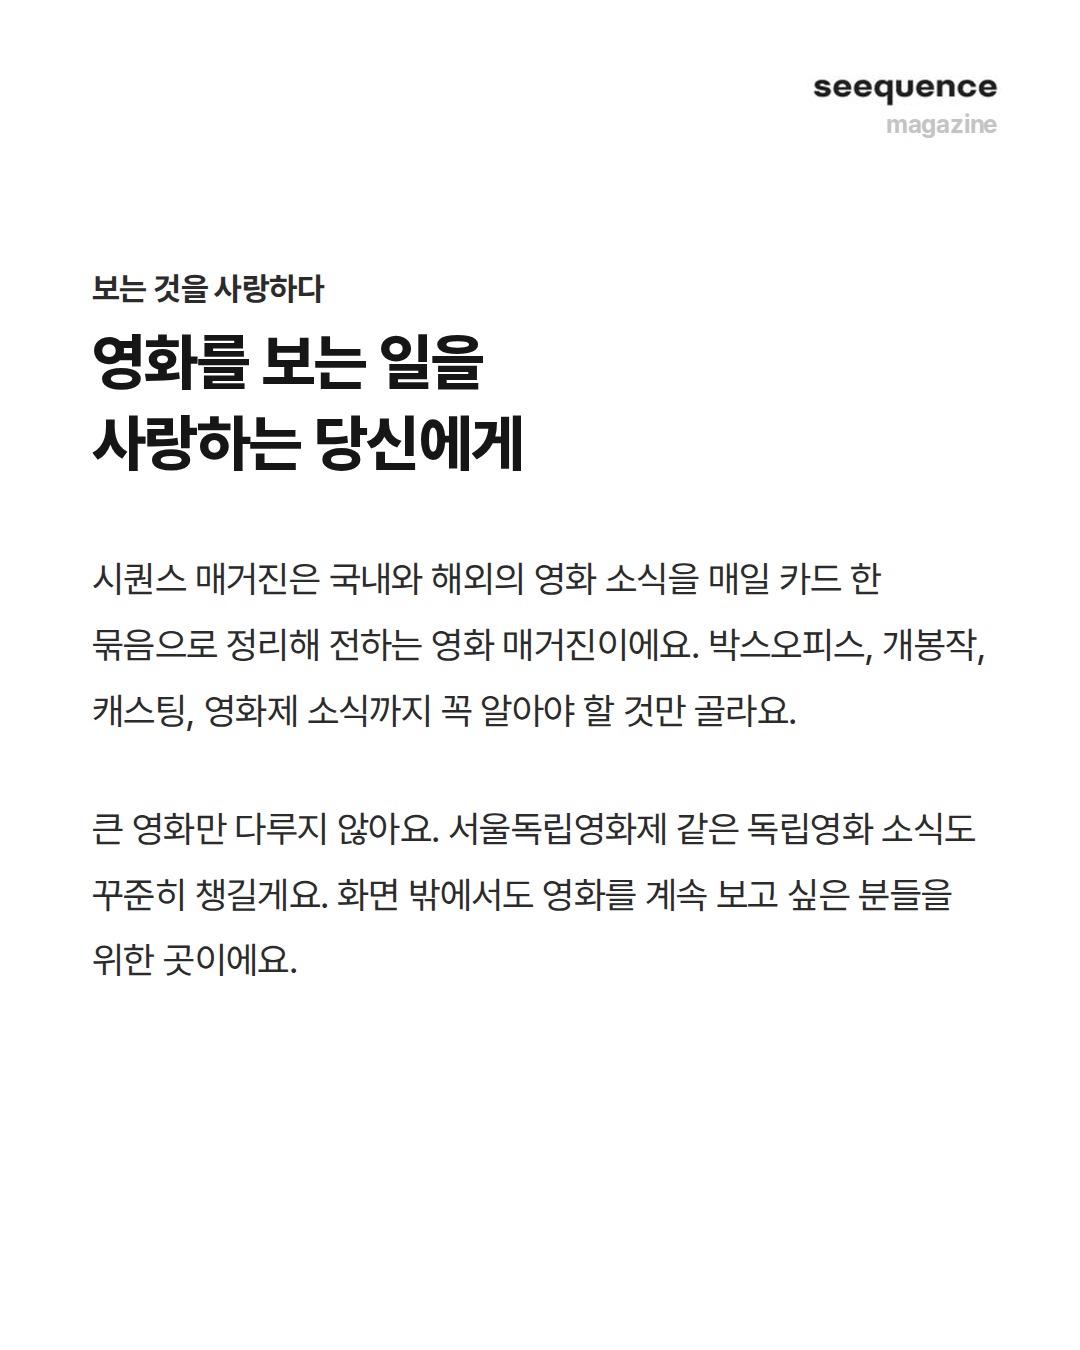 seequence
magazine
보는 것을 사랑하다
영화를 보는 일을
사랑하는 당신에게
시퀀스 매거진은 국내와 해외의 영화 소식을 매일 카드 한
묶음으로 정리해 전하는 영화 매거진이에요. 박스오피스, 개봉작,
캐스팅, 영화제 소식까지 꼭 알아야 할 것만 골라요.
큰 영화만 다루지 않아요. 서울독립영화제 같은 독립영화 소식도
꾸준히 챙길게요. 화면 밖에서도 영화를 계속 보고 싶은 분들을
위한 곳이에요.